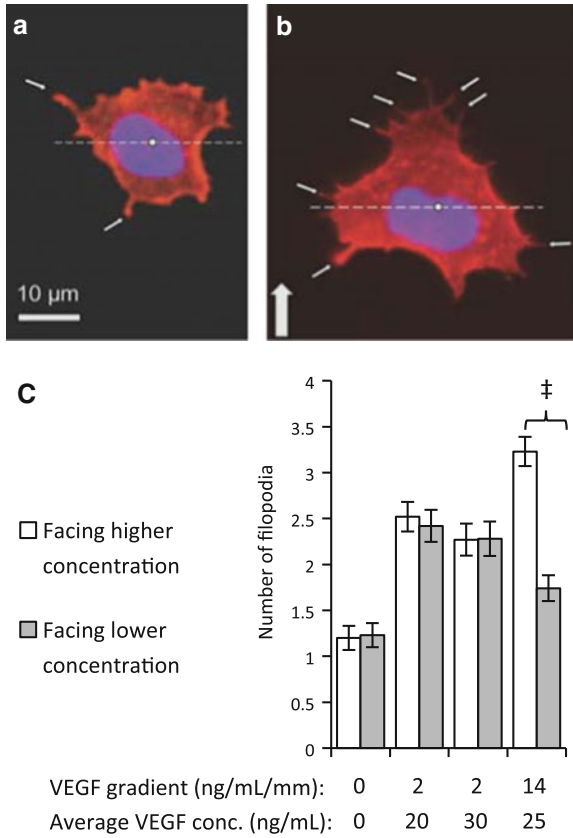 a
b
10 µm
c
Facing higher
concentration
Facing lower
concentration
Number of filopodia
4
3.5
3
2.5
2
1.5
1
0.5
0
‡
VEGF gradient (ng/mL/mm): 0 2 2 14
Average VEGF conc. (ng/mL): 0 20 30 25